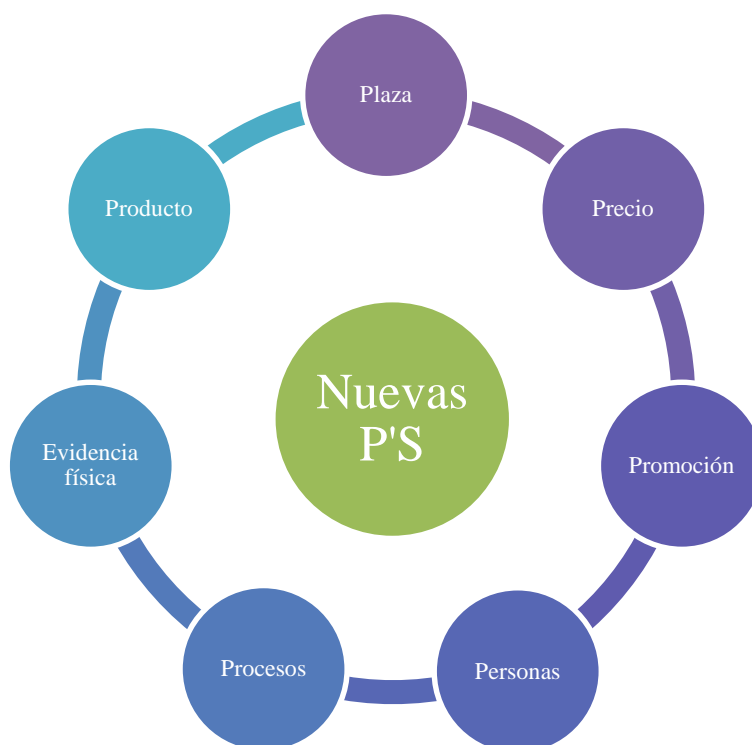 Plaza
Producto
Precio
Nuevas
P'S
Evidencia
física
Promoción
Procesos
Personas